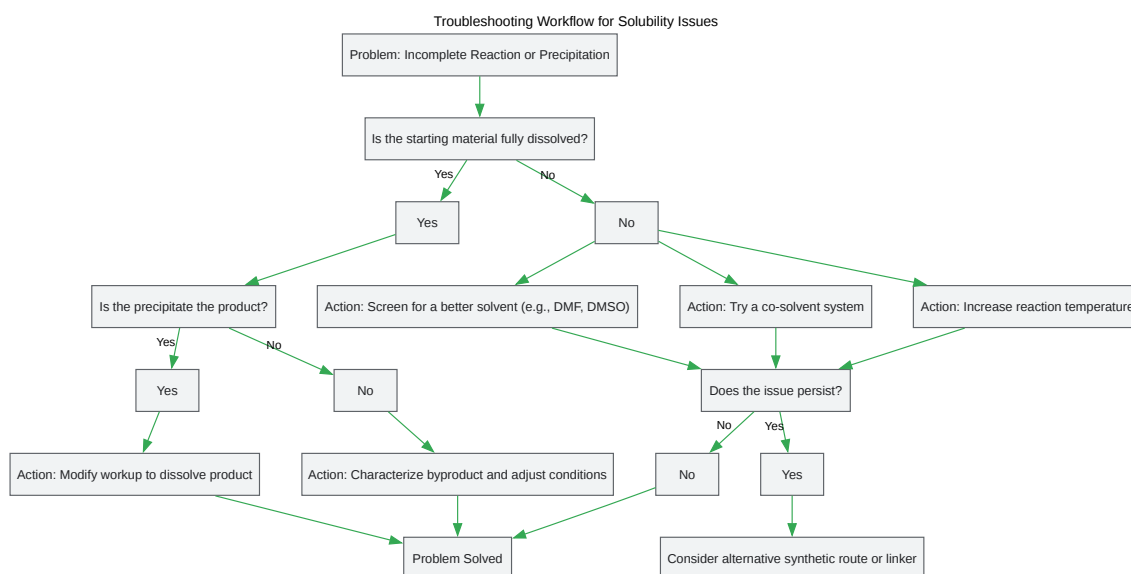 Troubleshooting Workflow for Solubility Issues
Problem: Incomplete Reaction or Precipitation
Is the starting material fully dissolved?
Yes
No
Yes
No
Is the precipitate the product?
Action: Screen for a better solvent (e.g., DMF, DMSO)
Action: Try a co-solvent system
Action: Increase reaction temperature
Yes
No
Yes
No
Does the issue persist?
No
Yes
Action: Modify workup to dissolve product
Action: Characterize byproduct and adjust conditions
No
Yes
Problem Solved
Consider alternative synthetic route or linker